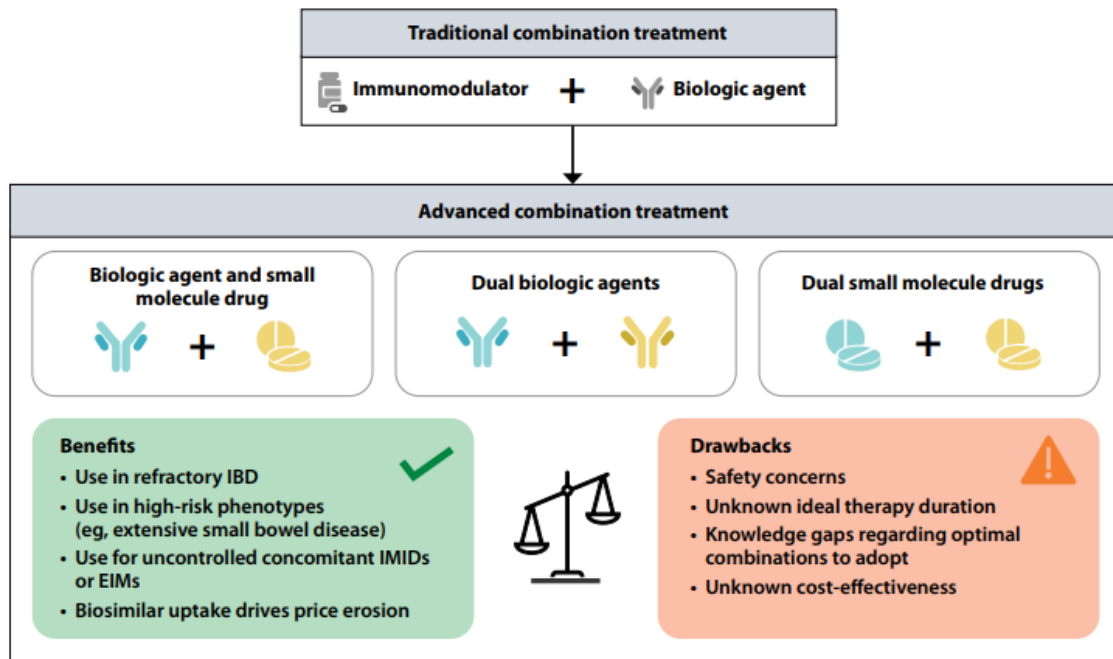 Traditional combination treatment
Immunomodulator + Biologic agent
Advanced combination treatment
Biologic agent and small
molecule drug
+
Dual biologic agents
+
Dual small molecule drugs
+
Benefits
• Use in refractory IBD
• Use in high-risk phenotypes
(eg, extensive small bowel disease)
• Use for uncontrolled concomitant IMIDs
or EIMs
• Biosimilar uptake drives price erosion
Drawbacks
• Safety concerns
• Unknown ideal therapy duration
• Knowledge gaps regarding optimal
combinations to adopt
• Unknown cost-effectiveness